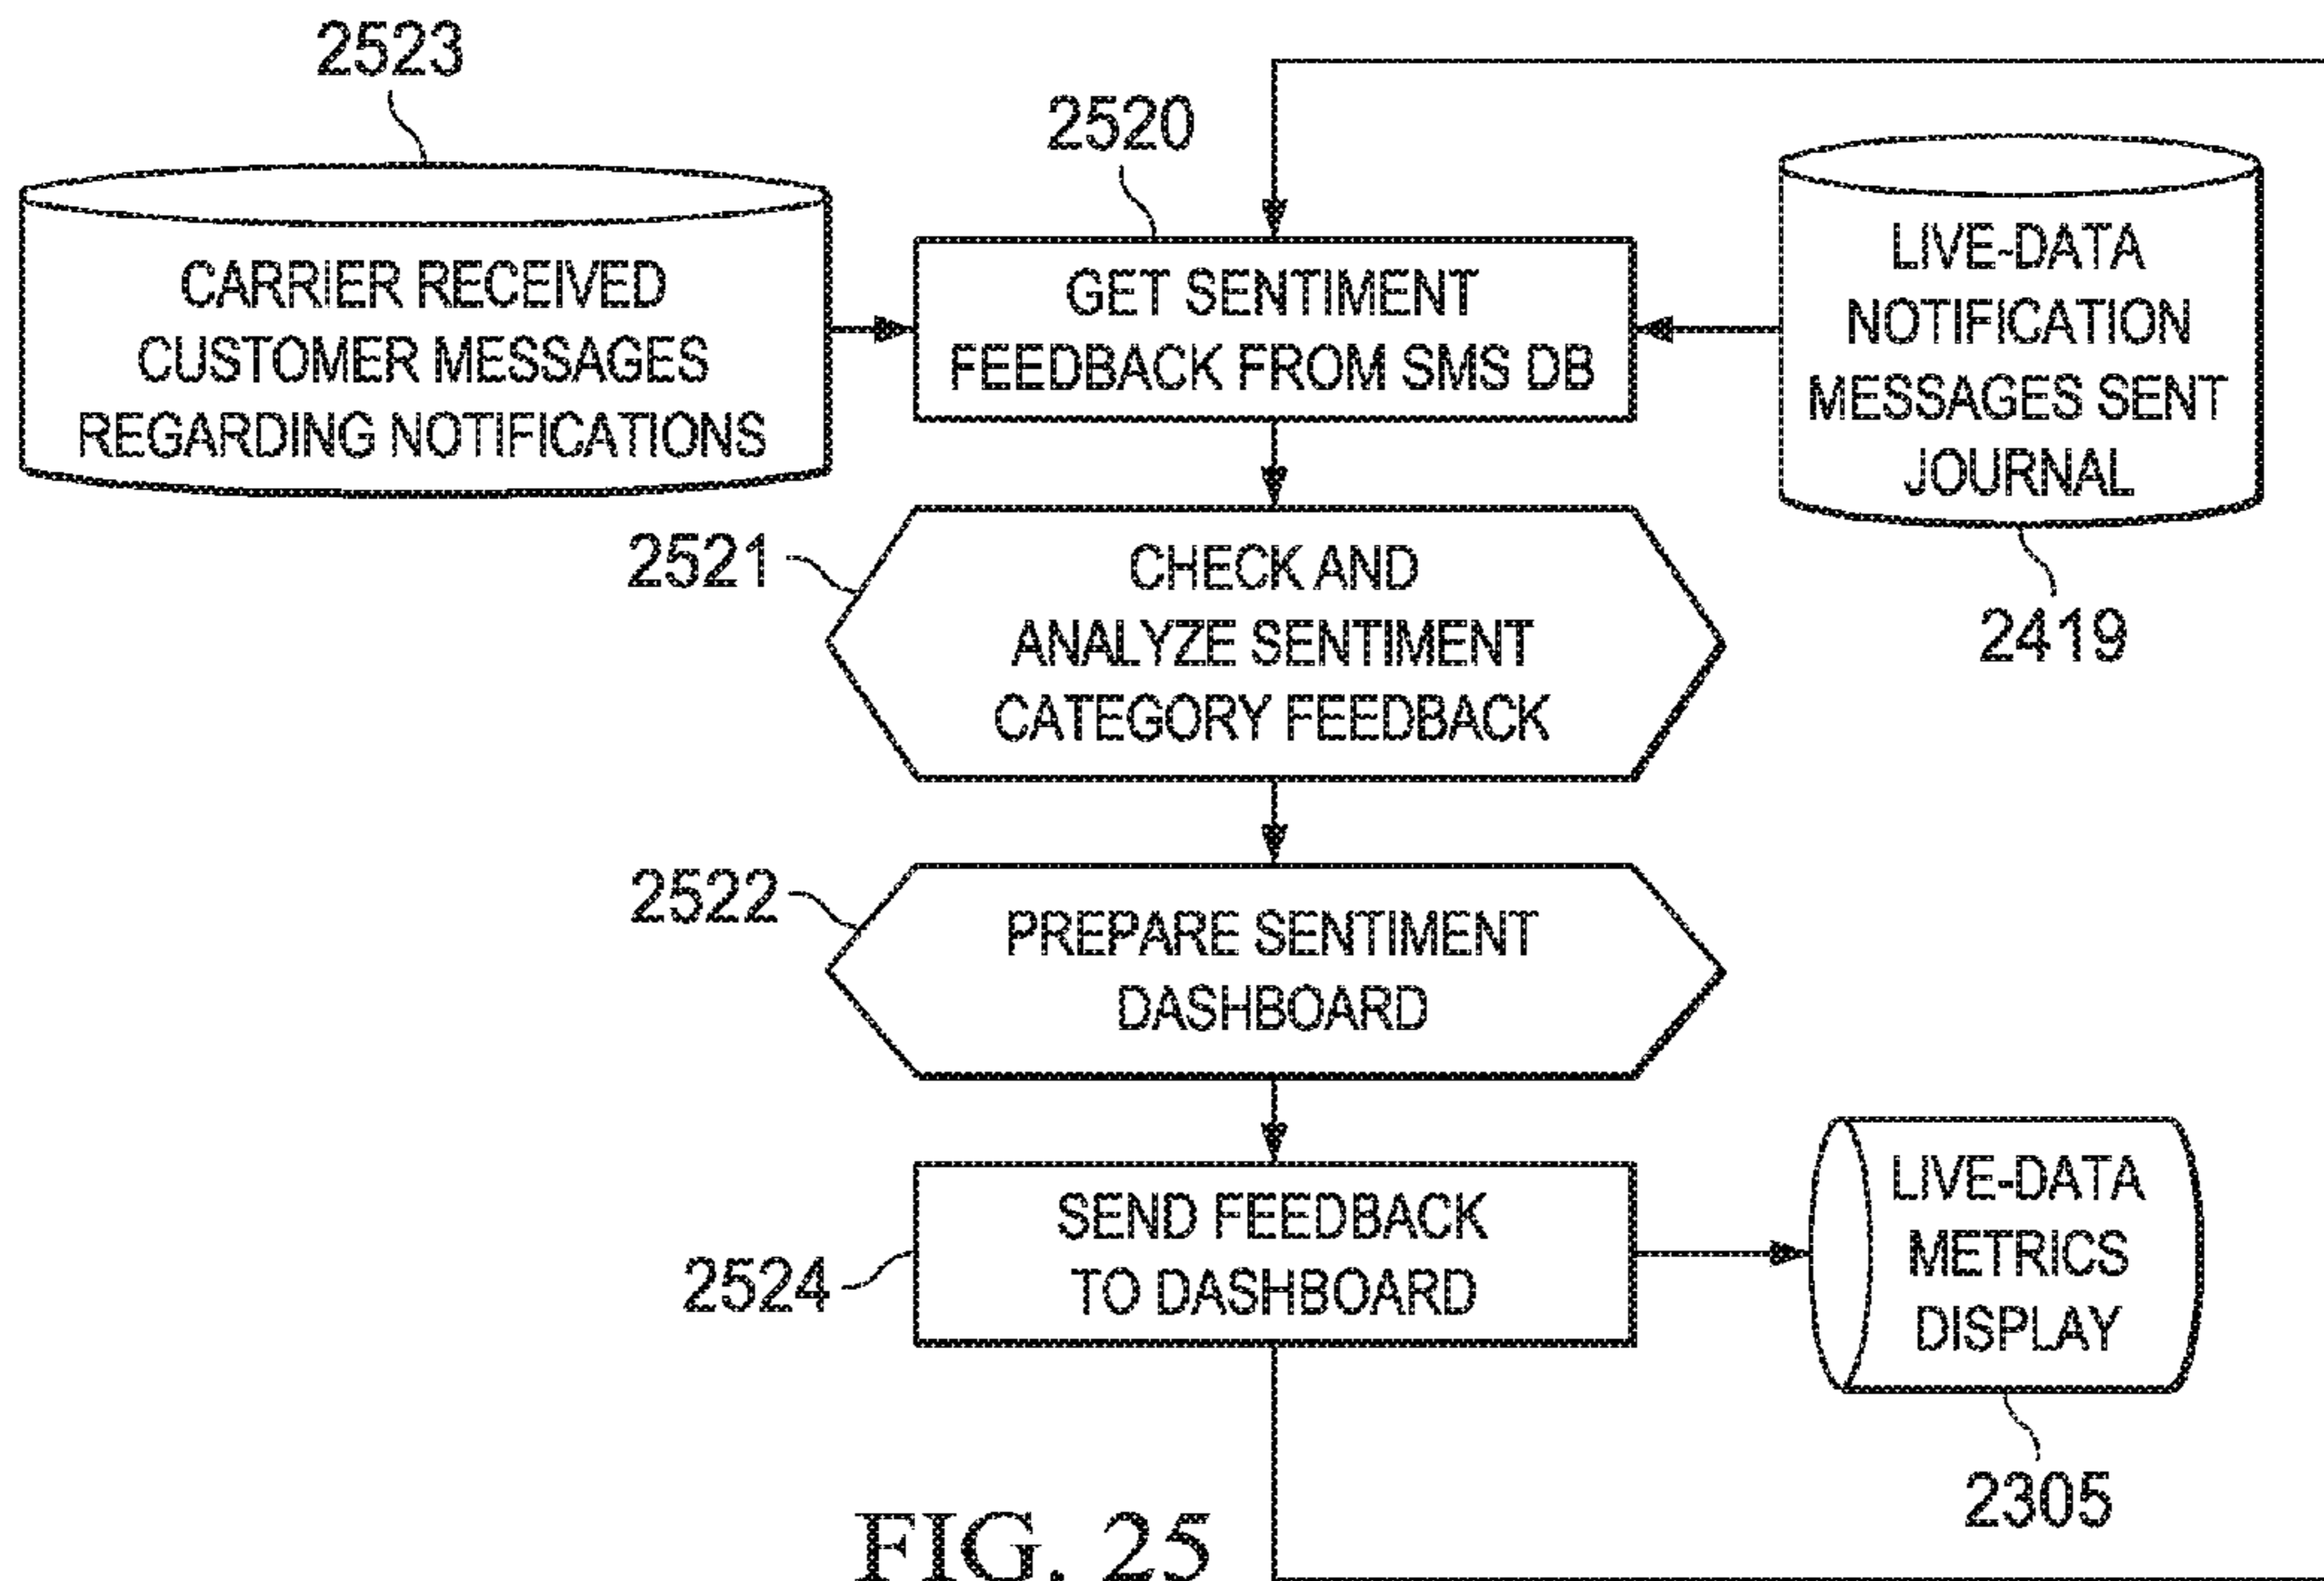 2523
2520
CARRIER RECEIVED
CUSTOMER MESSAGES
REGARDING NOTIFICATIONS
GET SENTIMENT
FEEDBACK FROM SMS DB
LIVE-DATA
NOTIFICATION
MESSAGES SENT
JOURNAL
2419
2521
CHECK AND
ANALYZE SENTIMENT
CATEGORY FEEDBACK
2522
PREPARE SENTIMENT
DASHBOARD
2524
SEND FEEDBACK
TO DASHBOARD
LIVE-DATA
METRICS
DISPLAY
2305
FIG. 25